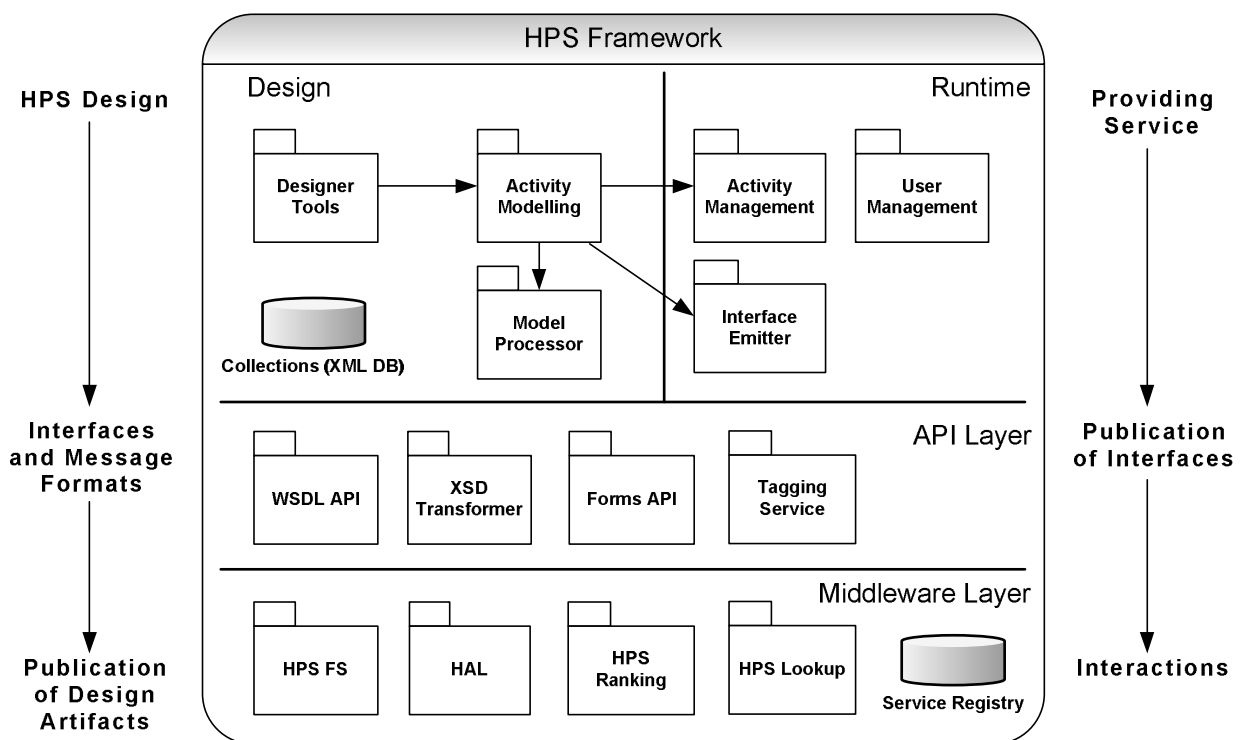 HPS Framework
HPS Design
Interfaces
and Message
Formats
Publication
of Design
Artifacts
Design
Designer
Tools
Activity
Modelling
Model
Processor
Collections (XML DB)
Runtime
Activity
Management
User
Management
Interface
Emitter
API Layer
WSDL API
XSD
Transformer
Forms API
Tagging
Service
Middleware Layer
HPS FS
HAL
HPS
Ranking
HPS Lookup
Service Registry
Providing
Service
Publication
of Interfaces
Interactions